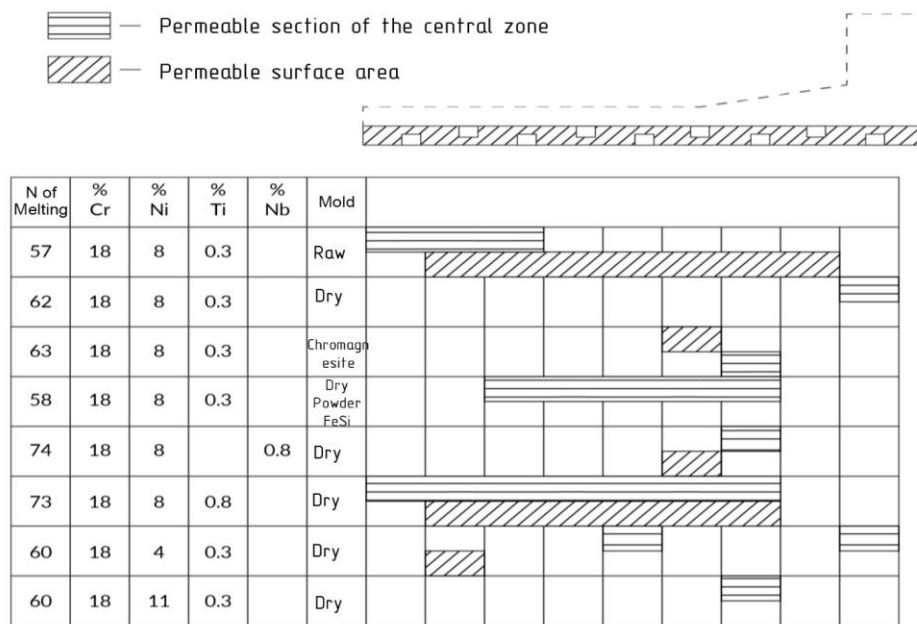 — Permeable section of the central zone
— Permeable surface area
N of Melting % Cr % Ni % Ti % Nb Mold
57 18 8 0.3 Raw
62 18 8 0.3 Dry
63 18 8 0.3 Chromagn esite
58 18 8 0.3 Dry Powder FeSi
74 18 8 0.8 Dry
73 18 8 0.8 Dry
60 18 4 0.3 Dry
60 18 11 0.3 Dry